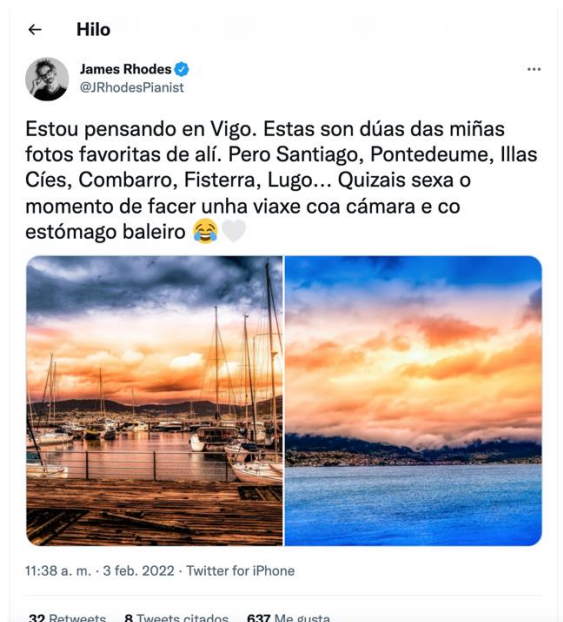 Hilo
James Rhodes
@JRhodesPianist
Estou pensando en Vigo. Estas son dúas das miñas
fotos favoritas de alí. Pero Santiago, Pontedeume, Illas
Cíes, Combarro, Fisterra, Lugo... Quizais sexa o
momento de facer unha viaxe coa cámara e co
estómago baleiro 😂🤍
11:38 a. m. · 3 feb. 2022 · Twitter for iPhone
32 Retweets 8 Tweets citados 637 Me gusta